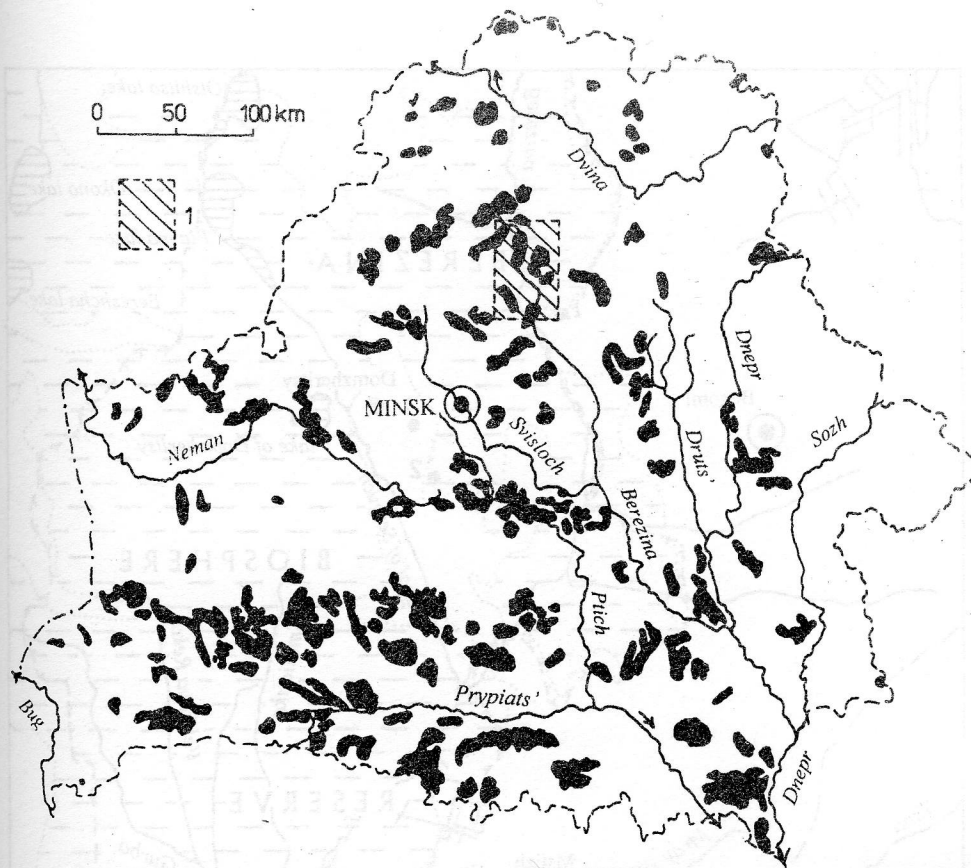 0 50 100 km
1
Dvina
Dnepr
MINSK
Svisloch
Sozh
Neman
Druts'
Berezina
Ptich
Prypiats'
Bug
Dnepr